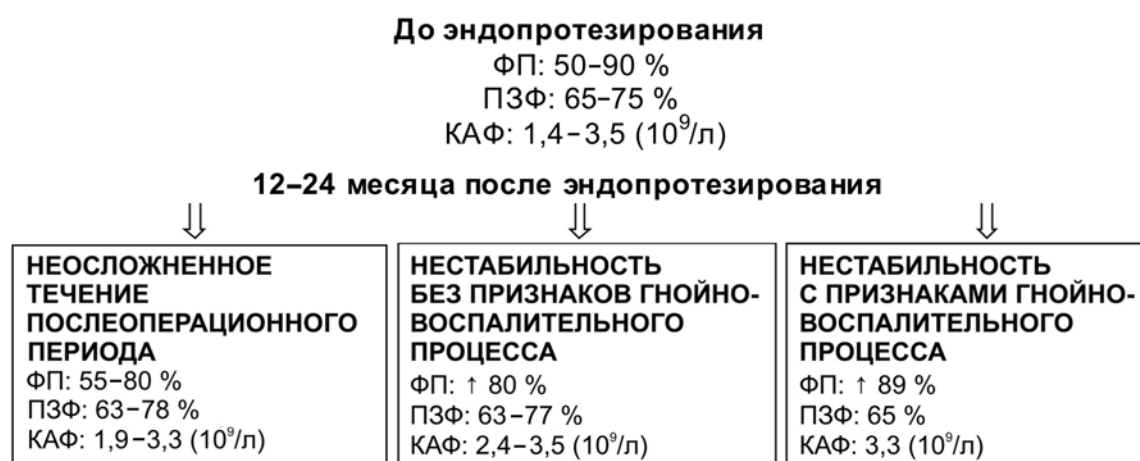 До эндопротезирования
ФП: 50–90 %
ПЗФ: 65–75 %
КАФ: 1,4–3,5 (10⁹/л)
12–24 месяца после эндопротезирования
НЕОСЛОЖНЕННОЕ
ТЕЧЕНИЕ
ПОСЛЕОПЕРАЦИОННОГО
ПЕРИОДА
ФП: 55–80 %
ПЗФ: 63–78 %
КАФ: 1,9–3,3 (10⁹/л)
НЕСТАБИЛЬНОСТЬ
БЕЗ ПРИЗНАКОВ ГНОЙНО-
ВОСПАЛИТЕЛЬНОГО
ПРОЦЕССА
ФП: ↑ 80 %
ПЗФ: 63–77 %
КАФ: 2,4–3,5 (10⁹/л)
НЕСТАБИЛЬНОСТЬ
С ПРИЗНАКАМИ ГНОЙНО-
ВОСПАЛИТЕЛЬНОГО
ПРОЦЕССА
ФП: ↑ 89 %
ПЗФ: 65 %
КАФ: 3,3 (10⁹/л)